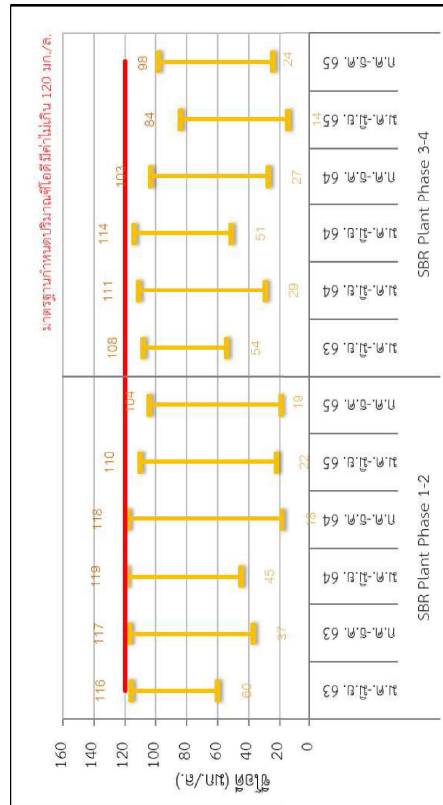 มาตรฐานกำหนดปริมาณซีโอดีมีค่าไม่เกิน 120 มก./ล.
ซีโอดี (มก./ล.)
160
140
120
100
80
60
40
20
0
116 117 119 118 110 104 108 111 114 103 84 98
60 37 45 18 22 19 54 29 51 27 14 24
ม.ค.-มิ.ย. 63
ก.ค.-ธ.ค. 63
ม.ค.-มิ.ย. 64
ก.ค.-ธ.ค. 64
ม.ค.-มิ.ย. 65
ก.ค.-ธ.ค. 65
ม.ค.-มิ.ย. 63
ม.ค.-มิ.ย. 64
ม.ค.-มิ.ย. 64
ก.ค.-ธ.ค. 64
ม.ค.-มิ.ย. 65
ก.ค.-ธ.ค. 65
SBR Plant Phase 1-2
SBR Plant Phase 3-4